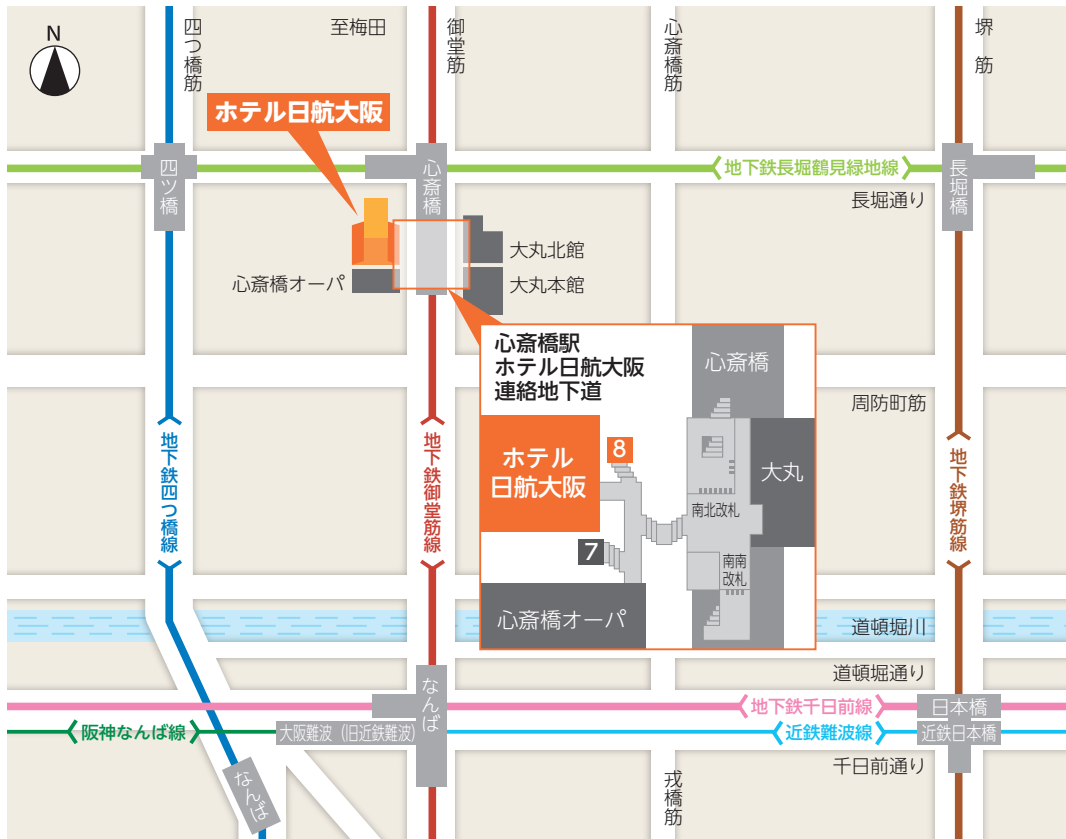 N
四つ橋筋
至梅田
御堂筋
心斎橋筋
堺筋
ホテル日航大阪
四ツ橋
心斎橋
地下鉄長堀鶴見緑地線
長堀橋
長堀通り
大丸北館
心斎橋オーパ
大丸本館
心斎橋駅
ホテル日航大阪
連絡地下道
心斎橋
周防町筋
ホテル
日航大阪
8
大丸
南北改札
7
南南
改札
心斎橋オーパ
地下鉄四つ橋線
地下鉄御堂筋線
地下鉄堺筋線
道頓堀川
道頓堀通り
なんば
地下鉄千日前線
日本橋
阪神なんば線
大阪難波（旧近鉄難波）
近鉄難波線
近鉄日本橋
千日前通り
なんば
戎橋筋